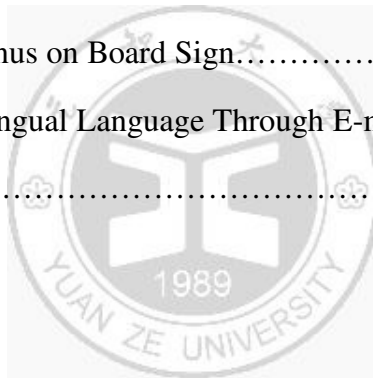 nus on Board Sign……………
ngual Language Through E-m
…………………………………
1989
YUAN ZE UNIVERSITY